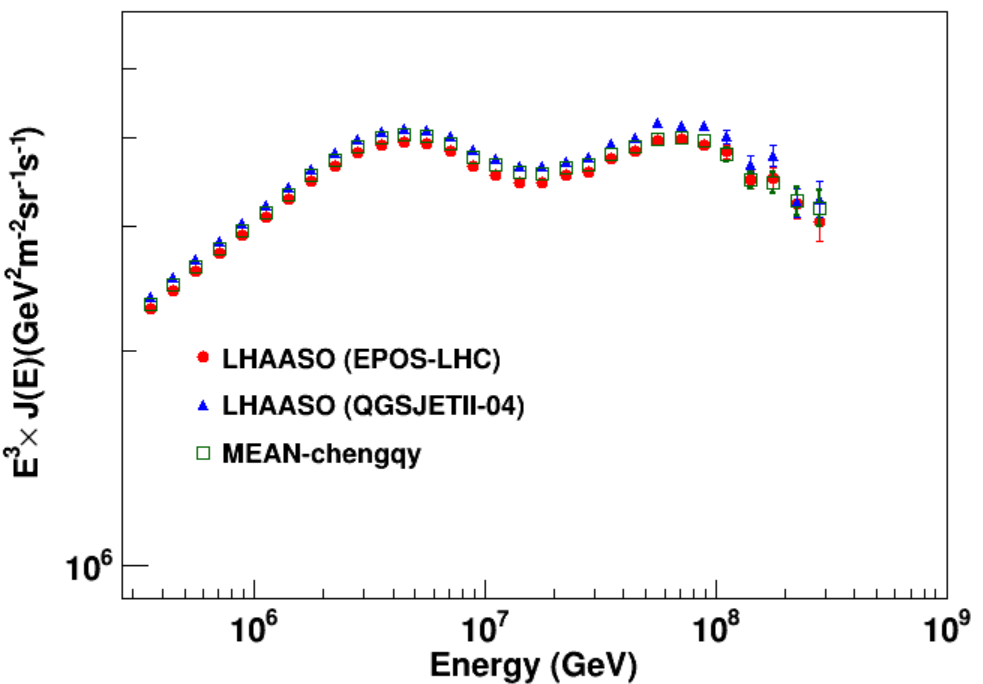 E³× J(E)(GeV²m⁻²sr⁻¹s⁻¹)
LHAASO (EPOS-LHC)
LHAASO (QGSJETII-04)
MEAN-chengqy
10⁶
10⁶ 10⁷ 10⁸ 10⁹
Energy (GeV)